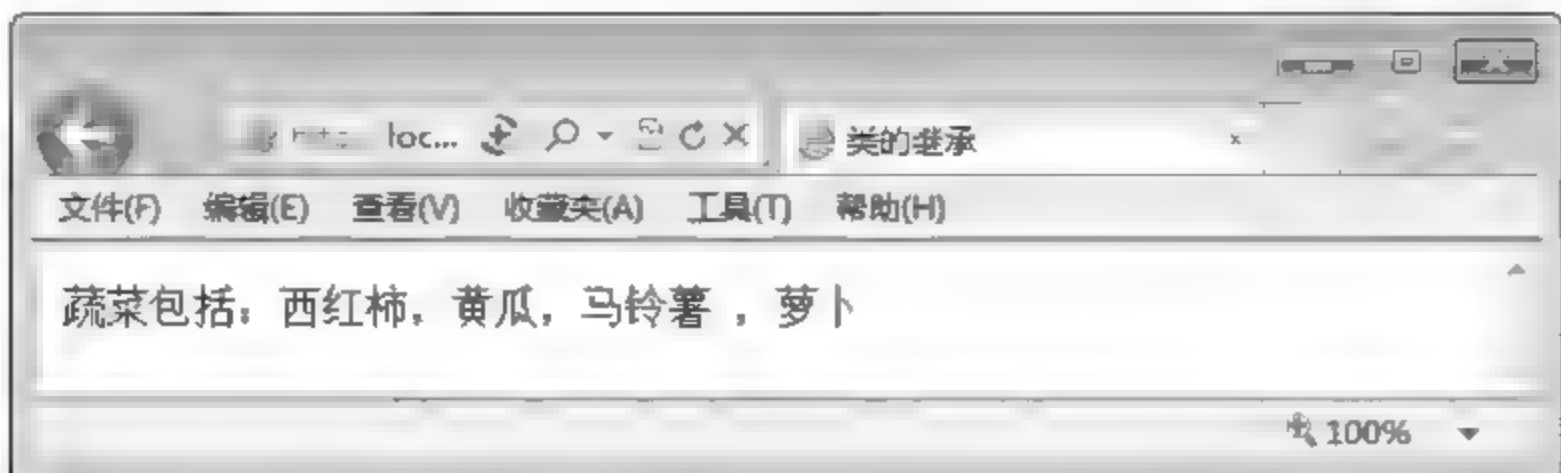 loc... 类的继承 ×
文件(F) 编辑(E) 查看(V) 收藏夹(A) 工具(T) 帮助(H)
蔬菜包括：西红柿，黄瓜，马铃薯 ，萝卜
100%